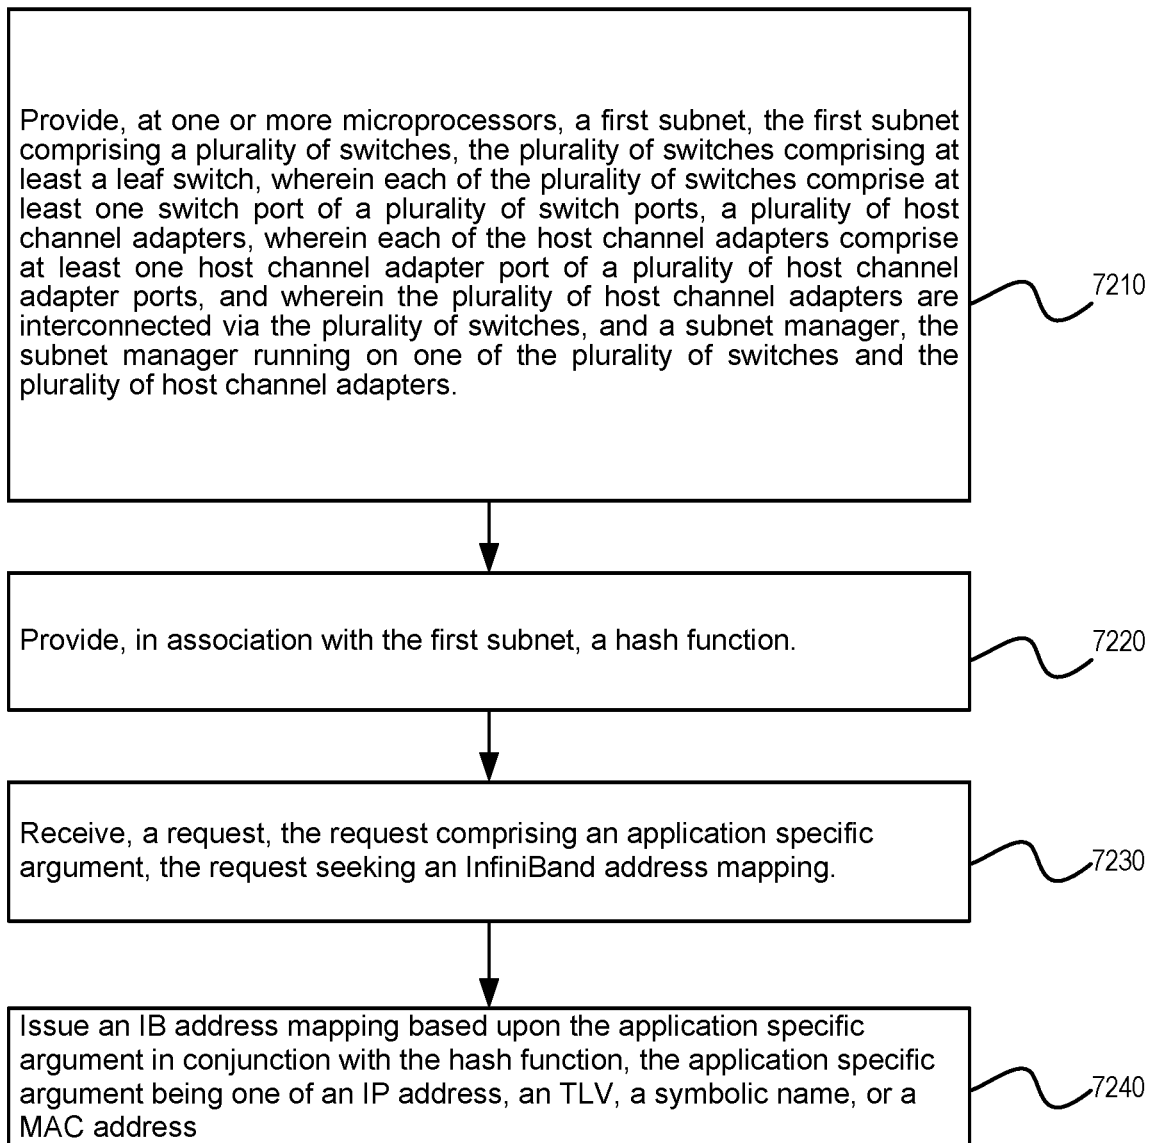 Provide, at one or more microprocessors, a first subnet, the first subnet
comprising a plurality of switches, the plurality of switches comprising at
least a leaf switch, wherein each of the plurality of switches comprise at
least one switch port of a plurality of switch ports, a plurality of host
channel adapters, wherein each of the host channel adapters comprise
at least one host channel adapter port of a plurality of host channel
adapter ports, and wherein the plurality of host channel adapters are
interconnected via the plurality of switches, and a subnet manager, the
subnet manager running on one of the plurality of switches and the
plurality of host channel adapters.
7210
Provide, in association with the first subnet, a hash function.
7220
Receive, a request, the request comprising an application specific
argument, the request seeking an InfiniBand address mapping.
7230
Issue an IB address mapping based upon the application specific
argument in conjunction with the hash function, the application specific
argument being one of an IP address, an TLV, a symbolic name, or a
MAC address
7240